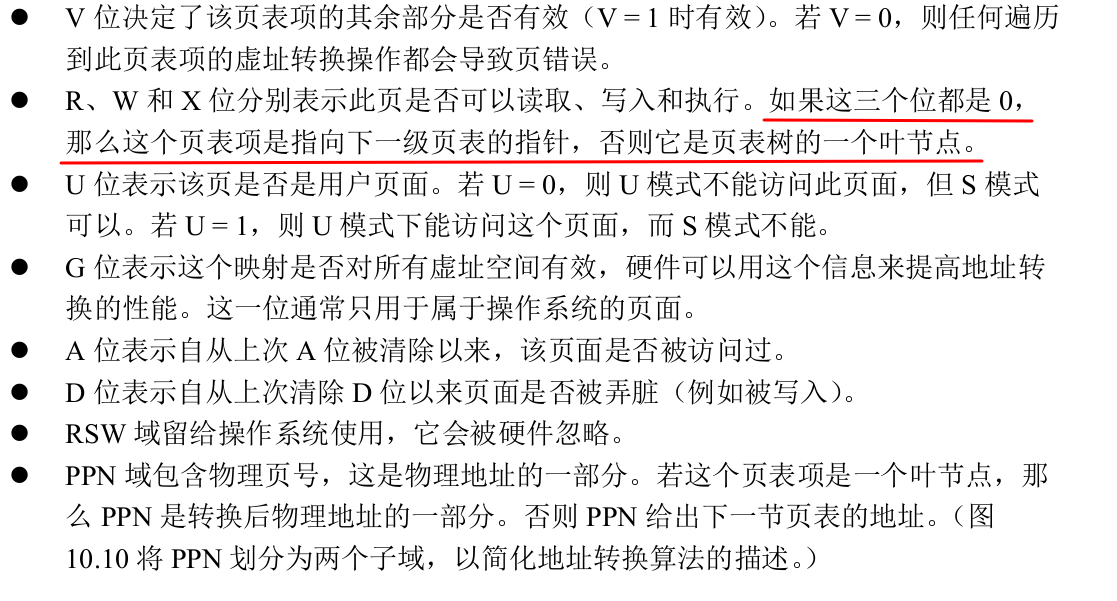 ● V 位决定了该页表项的其余部分是否有效（V = 1 时有效）。若 V = 0，则任何遍历
到此页表项的虚址转换操作都会导致页错误。
● R、W 和 X 位分别表示此页是否可以读取、写入和执行。如果这三个位都是 0，
那么这个页表项是指向下一级页表的指针，否则它是页表树的一个叶节点。
● U 位表示该页是否是用户页面。若 U = 0，则 U 模式不能访问此页面，但 S 模式
可以。若 U = 1，则 U 模式下能访问这个页面，而 S 模式不能。
● G 位表示这个映射是否对所有虚址空间有效，硬件可以用这个信息来提高地址转
换的性能。这一位通常只用于属于操作系统的页面。
● A 位表示自从上次 A 位被清除以来，该页面是否被访问过。
● D 位表示自从上次清除 D 位以来页面是否被弄脏（例如被写入）。
● RSW 域留给操作系统使用，它会被硬件忽略。
● PPN 域包含物理页号，这是物理地址的一部分。若这个页表项是一个叶节点，那
么 PPN 是转换后物理地址的一部分。否则 PPN 给出下一节页表的地址。（图
10.10 将 PPN 划分为两个子域，以简化地址转换算法的描述。）